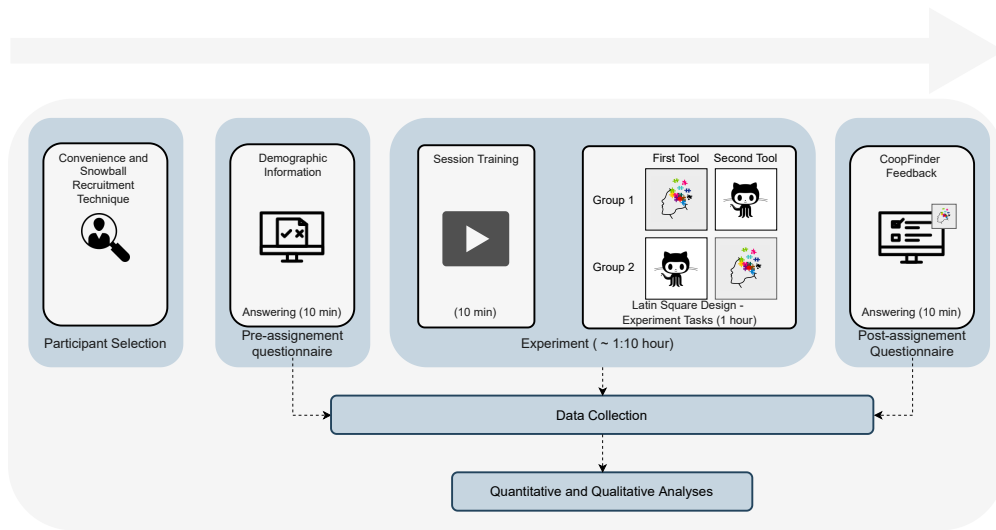 Convenience and
Snowball
Recruitment
Technique
Participant Selection
Demographic
Information
Answering (10 min)
Pre-assignement
questionnaire
Session Training
(10 min)
First Tool
Second Tool
Group 1
Group 2
Latin Square Design -
Experiment Tasks (1 hour)
Experiment ( ~ 1:10 hour)
CoopFinder
Feedback
Answering (10 min)
Post-assignement
Questionnaire
Data Collection
Quantitative and Qualitative Analyses